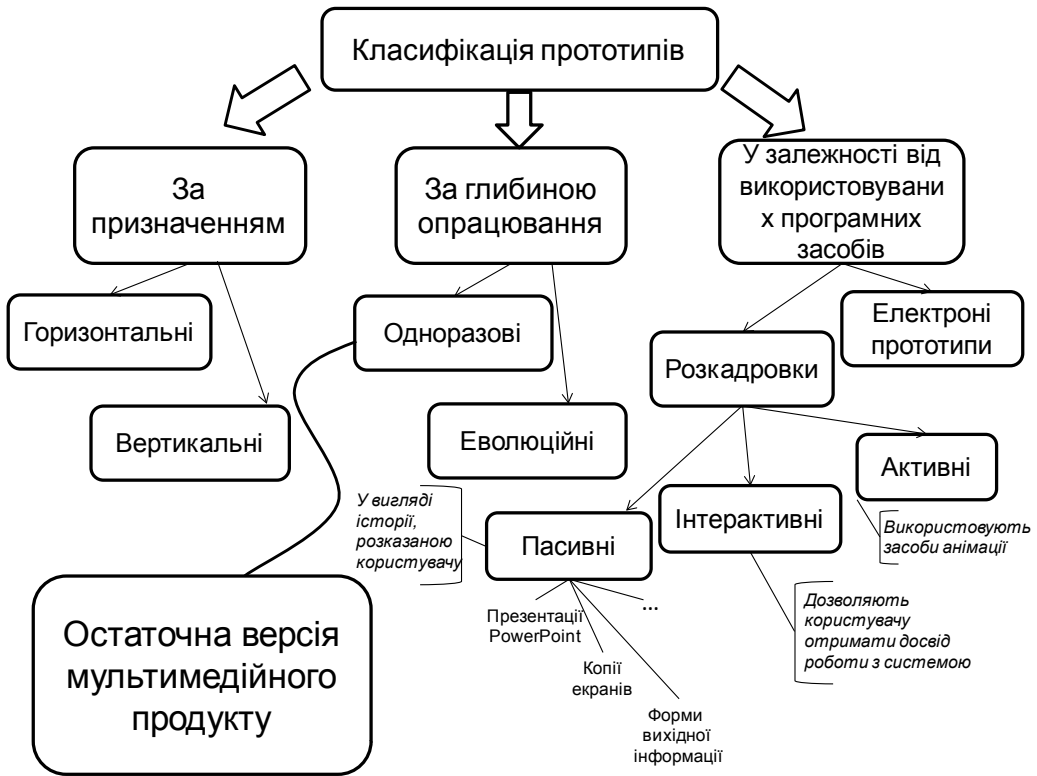 Класифікація прототипів
За
призначенням
За глибиною
опрацювання
У залежності від
використовувани
х програмних
засобів
Горизонтальні
Вертикальні
Одноразові
Еволюційні
Розкадровки
Електроні
прототипи
Пасивні
Інтерактивні
Активні
У вигляді
історії,
розказаною
користувачу
Використовують
засоби анімації
Дозволяють
користувачу
отримати досвід
роботи з системою
Презентації
PowerPoint
Копії
екранів
Форми
вихідної
інформації
...
Остаточна версія
мультимедійного
продукту